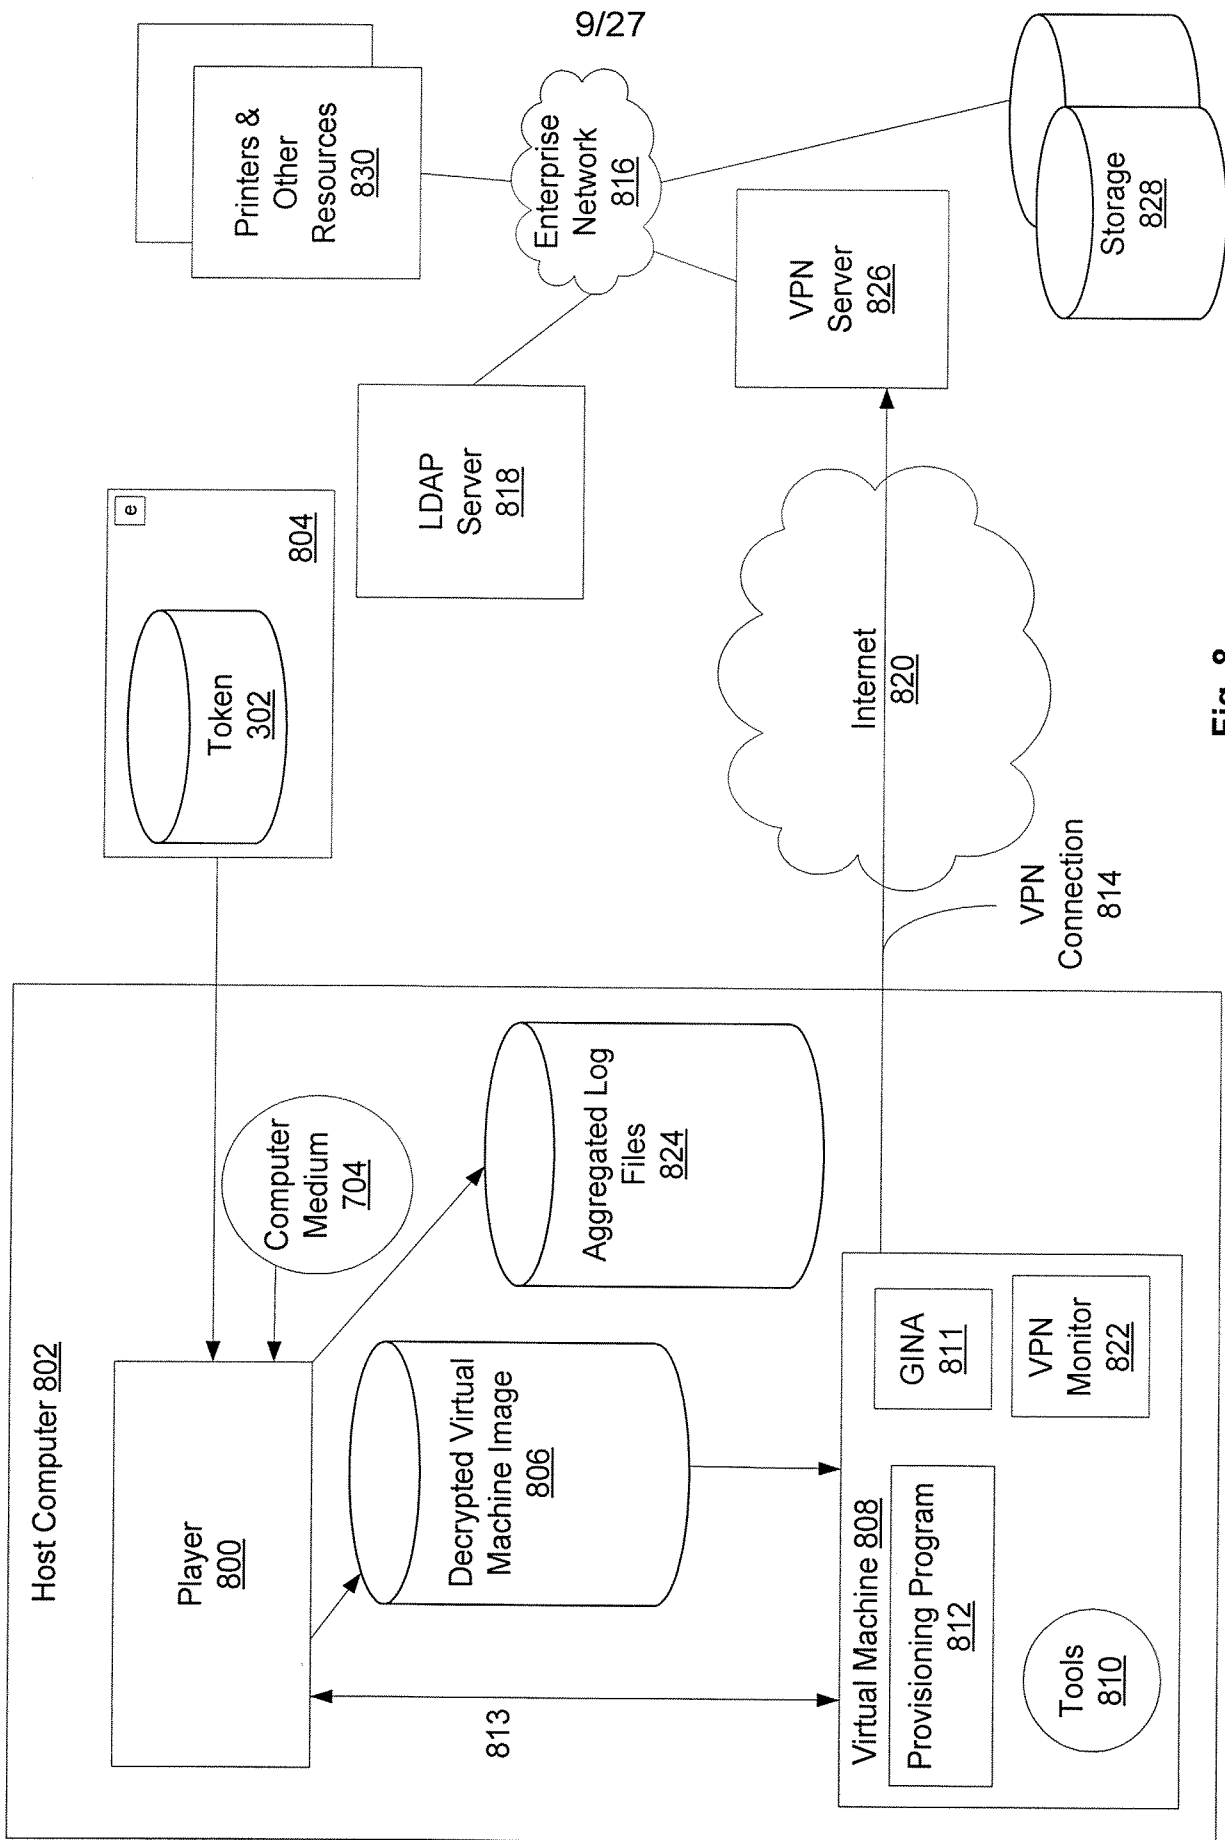 9/27
Host Computer 802
Player
800
Computer
Medium
704
Token
302
e
804
Printers &
Other
Resources
830
Decrypted Virtual
Machine Image
806
Aggregated Log
Files
824
LDAP
Server
818
Enterprise
Network
816
813
Virtual Machine 808
Provisioning Program
812
Tools
810
GINA
811
VPN
Monitor
822
VPN
Connection
814
Internet
820
VPN
Server
826
Storage
828
Fig. 8